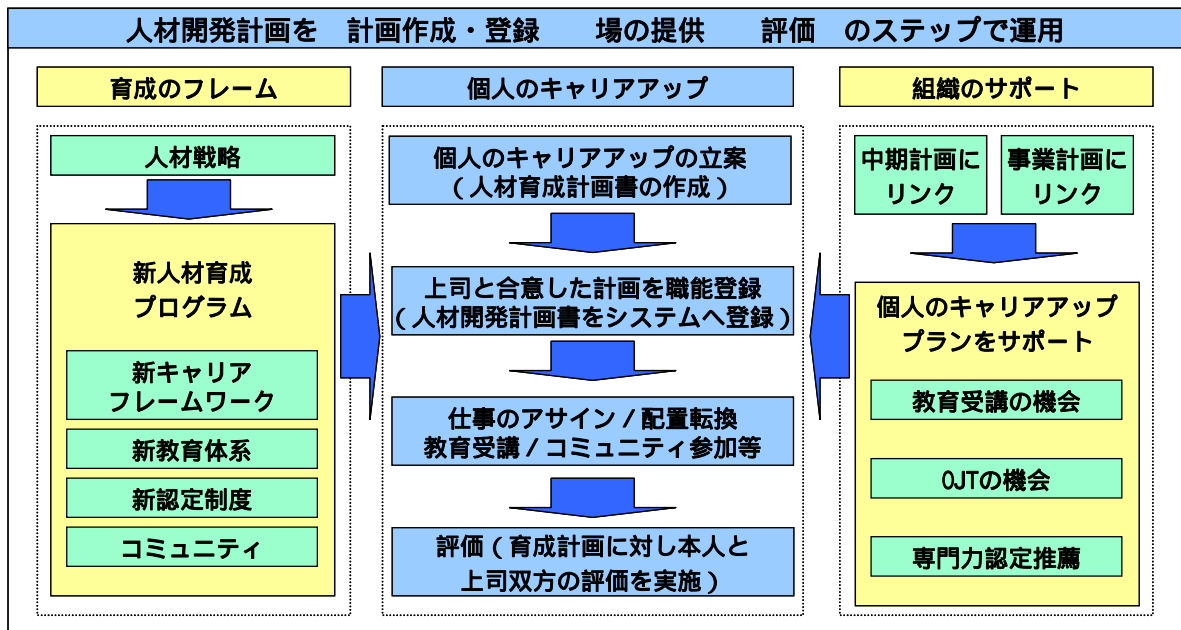 人材開発計画を　計画作成・登録　　場の提供　　評価　のステップで運用
育成のフレーム
人材戦略
新人材育成
プログラム
新キャリア
フレームワーク
新教育体系
新認定制度
コミュニティ
個人のキャリアアップ
個人のキャリアアップの立案
（人材育成計画書の作成）
上司と合意した計画を職能登録
（人材開発計画書をシステムへ登録）
仕事のアサイン／配置転換
教育受講／コミュニティ参加等
評価（育成計画に対し本人と
上司双方の評価を実施）
組織のサポート
中期計画に
リンク
事業計画に
リンク
個人のキャリアアップ
プランをサポート
教育受講の機会
OJTの機会
専門力認定推薦